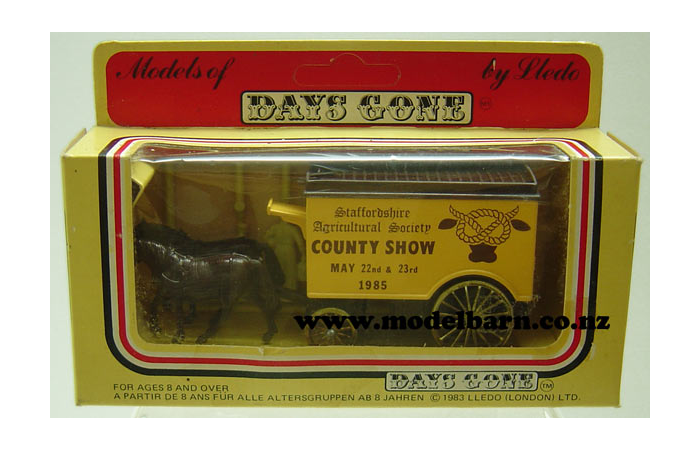 Models of
by Lledo
DAYS GONE
Staffordshire
Agricultural Society
COUNTY SHOW
MAY 22nd & 23rd
1985
www.modelbarn.co.nz
DAYS GONE TM
FOR AGES 8 AND OVER
A PARTIR DE 8 ANS FÜR ALLE ALTERSGRUPPEN AB 8 JAHREN © 1983 LLEDO (LONDON) LTD.